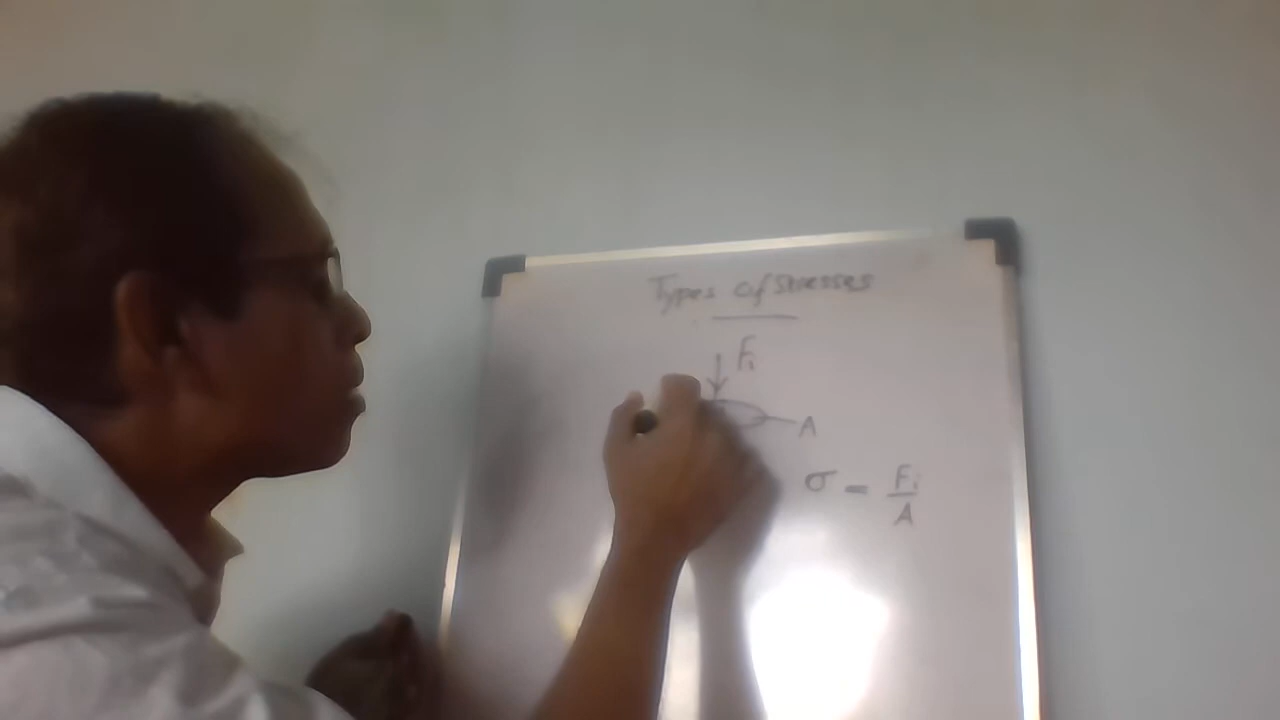 Types of Stresses
F₁
A
σ = F₁/A